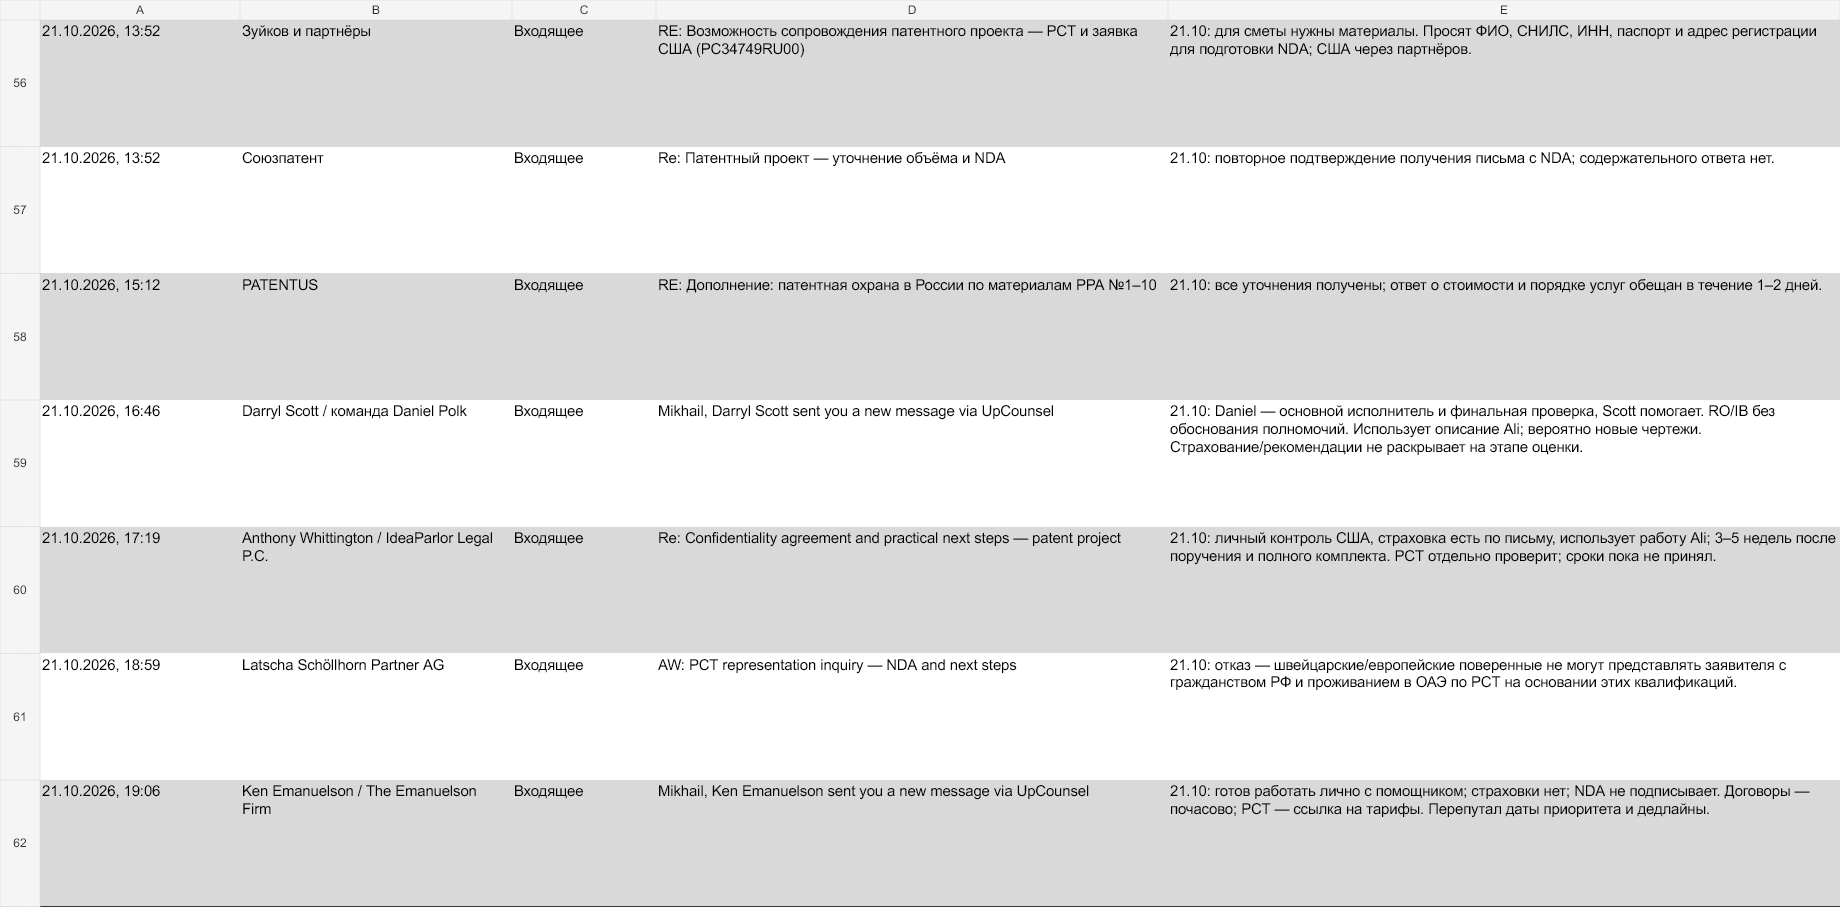 A B C D E
56
21.10.2026, 13:52
Зуйков и партнёры
Входящее
RE: Возможность сопровождения патентного проекта — PCT и заявка
США (PC34749RU00)
21.10: для сметы нужны материалы. Просят ФИО, СНИЛС, ИНН, паспорт и адрес регистрации
для подготовки NDA; США через партнёров.
57
21.10.2026, 13:52
Союзпатент
Входящее
Re: Патентный проект — уточнение объёма и NDA
21.10: повторное подтверждение получения письма с NDA; содержательного ответа нет.
58
21.10.2026, 15:12
PATENTUS
Входящее
RE: Дополнение: патентная охрана в России по материалам PPA №1–10
21.10: все уточнения получены; ответ о стоимости и порядке услуг обещан в течение 1–2 дней.
59
21.10.2026, 16:46
Darryl Scott / команда Daniel Polk
Входящее
Mikhail, Darryl Scott sent you a new message via UpCounsel
21.10: Daniel — основной исполнитель и финальная проверка, Scott помогает. RO/IB без
обоснования полномочий. Использует описание Ali; вероятно новые чертежи.
Страхование/рекомендации не раскрывает на этапе оценки.
60
21.10.2026, 17:19
Anthony Whittington / IdeaParlor Legal
P.C.
Входящее
Re: Confidentiality agreement and practical next steps — patent project
21.10: личный контроль США, страховка есть по письму, использует работу Ali; 3–5 недель после
поручения и полного комплекта. PCT отдельно проверит; сроки пока не принял.
61
21.10.2026, 18:59
Latscha Schöllhorn Partner AG
Входящее
AW: PCT representation inquiry — NDA and next steps
21.10: отказ — швейцарские/европейские поверенные не могут представлять заявителя с
гражданством РФ и проживанием в ОАЭ по PCT на основании этих квалификаций.
62
21.10.2026, 19:06
Ken Emanuelson / The Emanuelson
Firm
Входящее
Mikhail, Ken Emanuelson sent you a new message via UpCounsel
21.10: готов работать лично с помощником; страховки нет; NDA не подписывает. Договоры —
почасово; PCT — ссылка на тарифы. Перепутал даты приоритета и дедлайны.